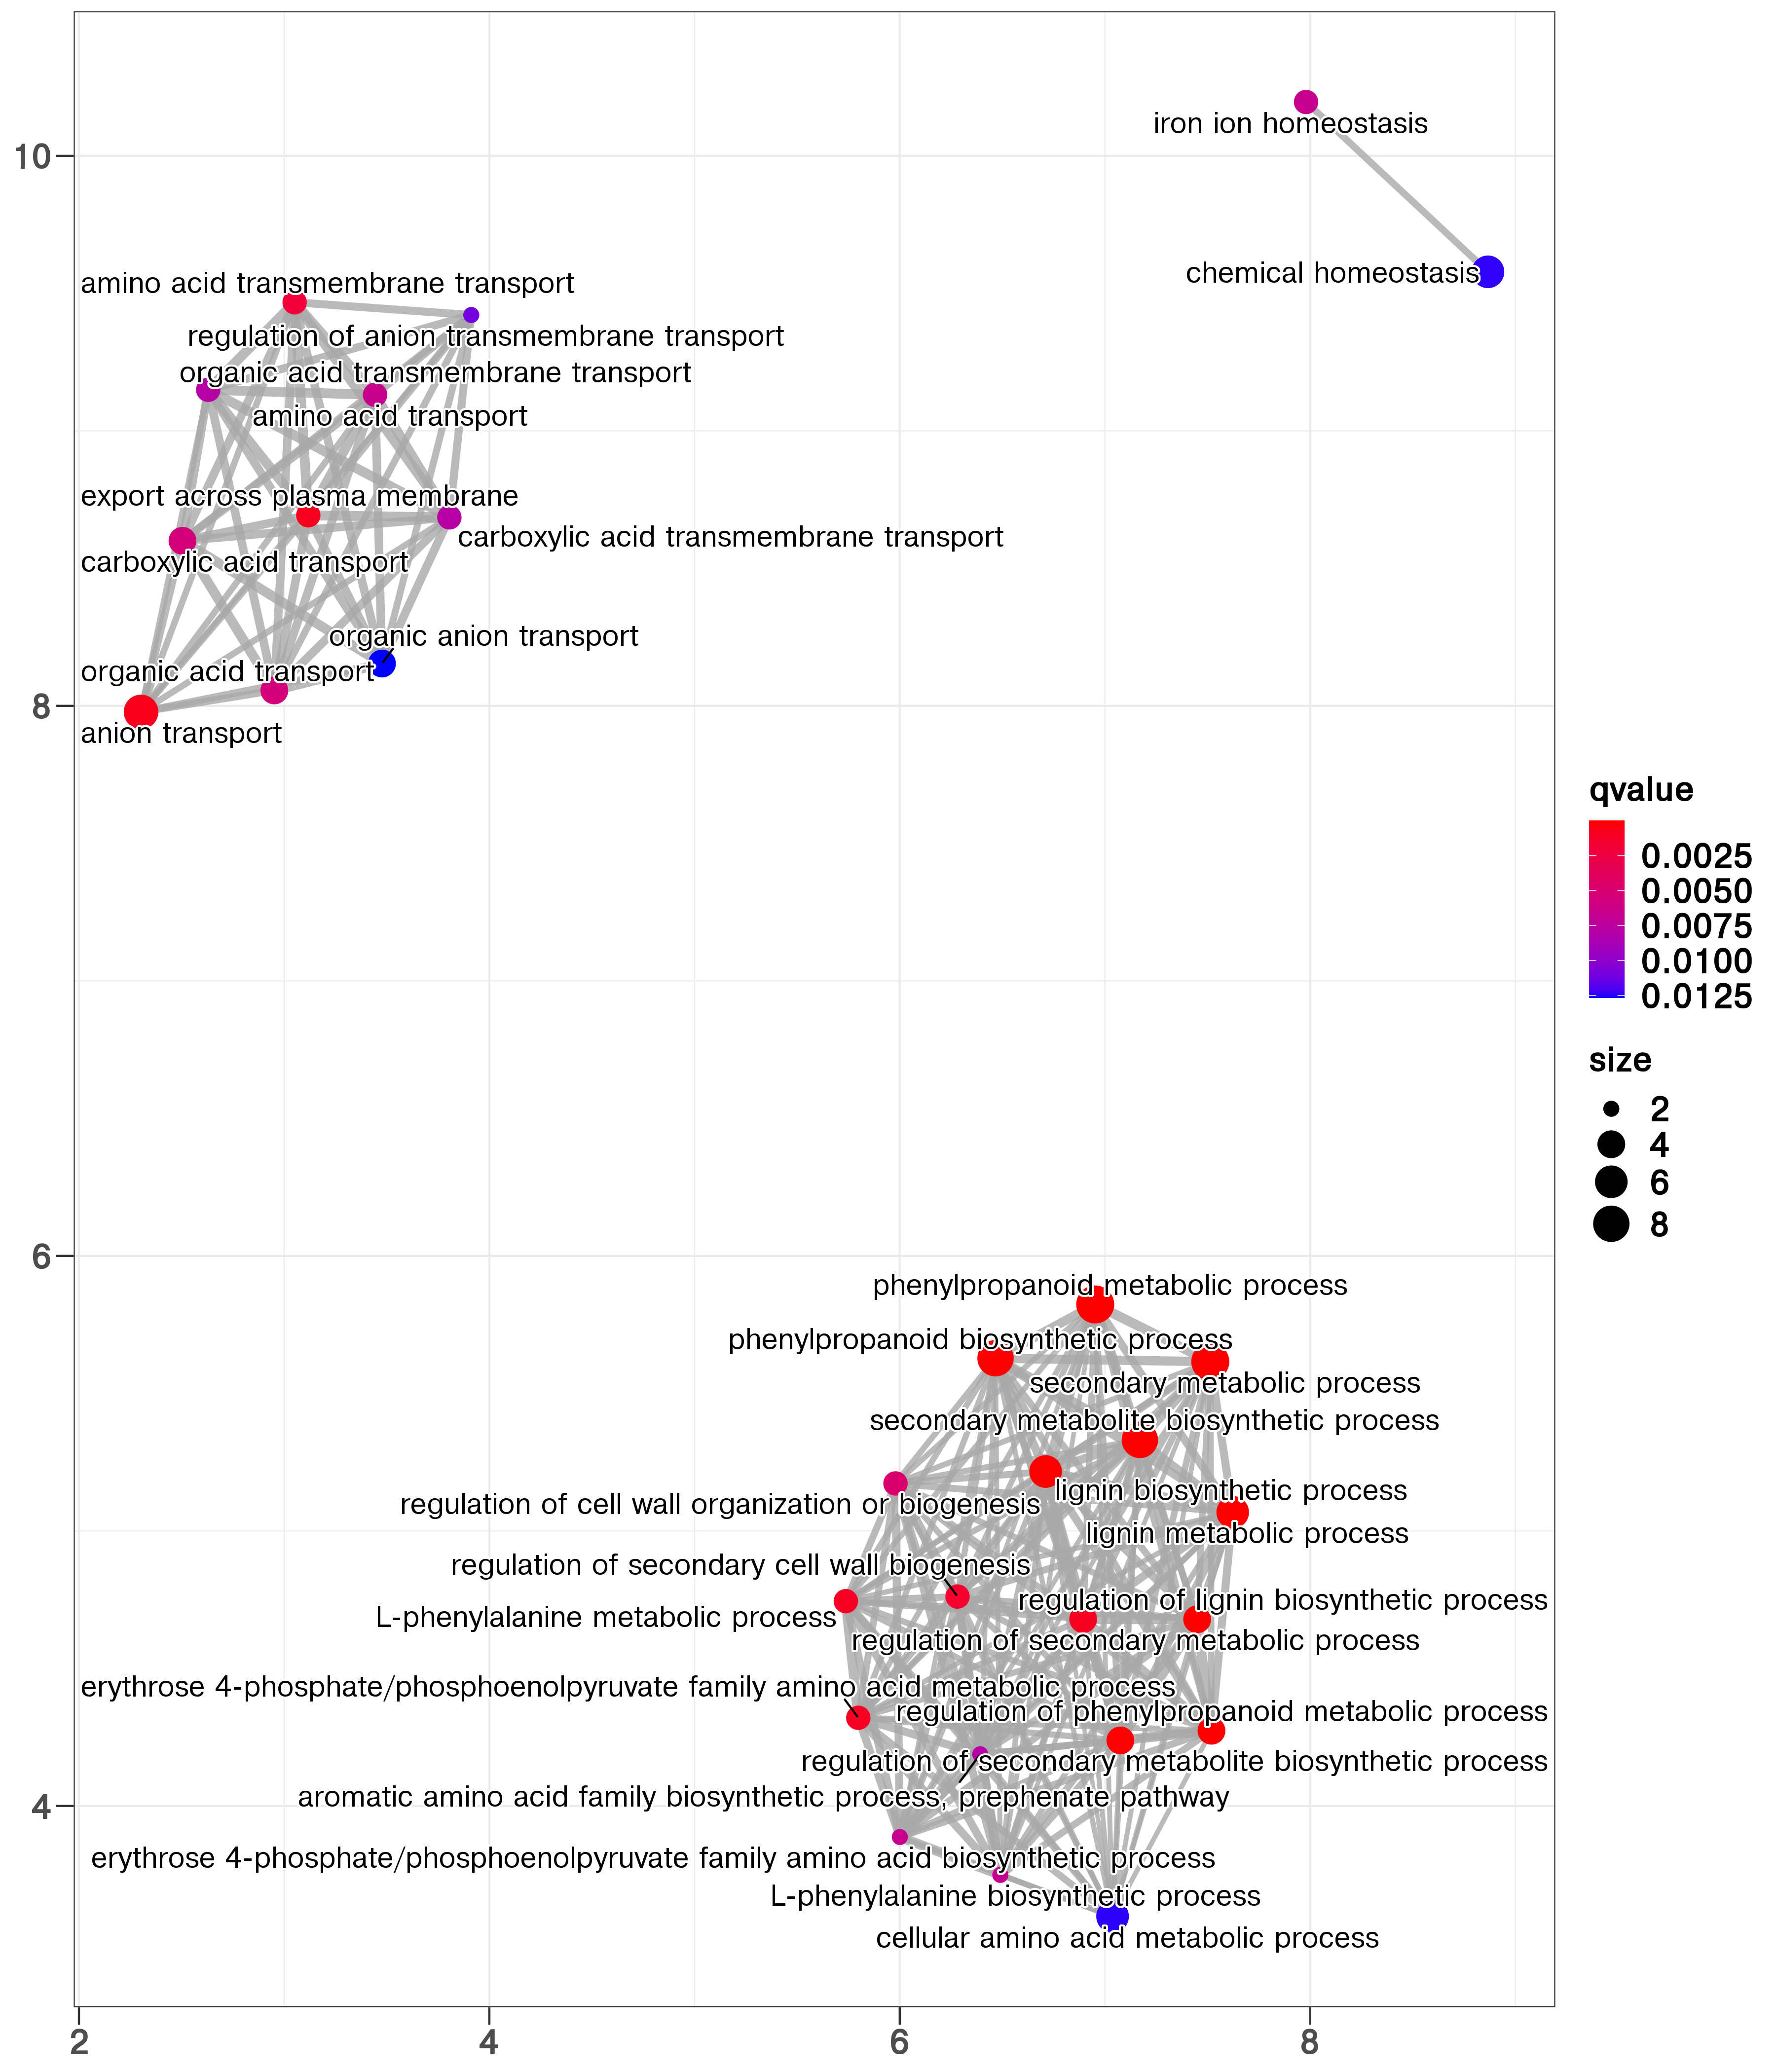 10
iron ion homeostasis
chemical homeostasis
amino acid transmembrane transport
regulation of anion transmembrane transport
organic acid transmembrane transport
amino acid transport
export across plasma membrane
carboxylic acid transmembrane transport
carboxylic acid transport
organic anion transport
organic acid transport
8
anion transport
qvalue
0.0025
0.0050
0.0075
0.0100
0.0125
size
2
4
6
8
6
phenylpropanoid metabolic process
phenylpropanoid biosynthetic process
secondary metabolic process
secondary metabolite biosynthetic process
lignin biosynthetic process
regulation of cell wall organization or biogenesis
lignin metabolic process
regulation of secondary cell wall biogenesis
regulation of lignin biosynthetic process
L-phenylalanine metabolic process
regulation of secondary metabolic process
erythrose 4-phosphate/phosphoenolpyruvate family amino acid metabolic process
regulation of phenylpropanoid metabolic process
regulation of secondary metabolite biosynthetic process
aromatic amino acid family biosynthetic process, prephenate pathway
4
erythrose 4-phosphate/phosphoenolpyruvate family amino acid biosynthetic process
L-phenylalanine biosynthetic process
cellular amino acid metabolic process
2 4 6 8